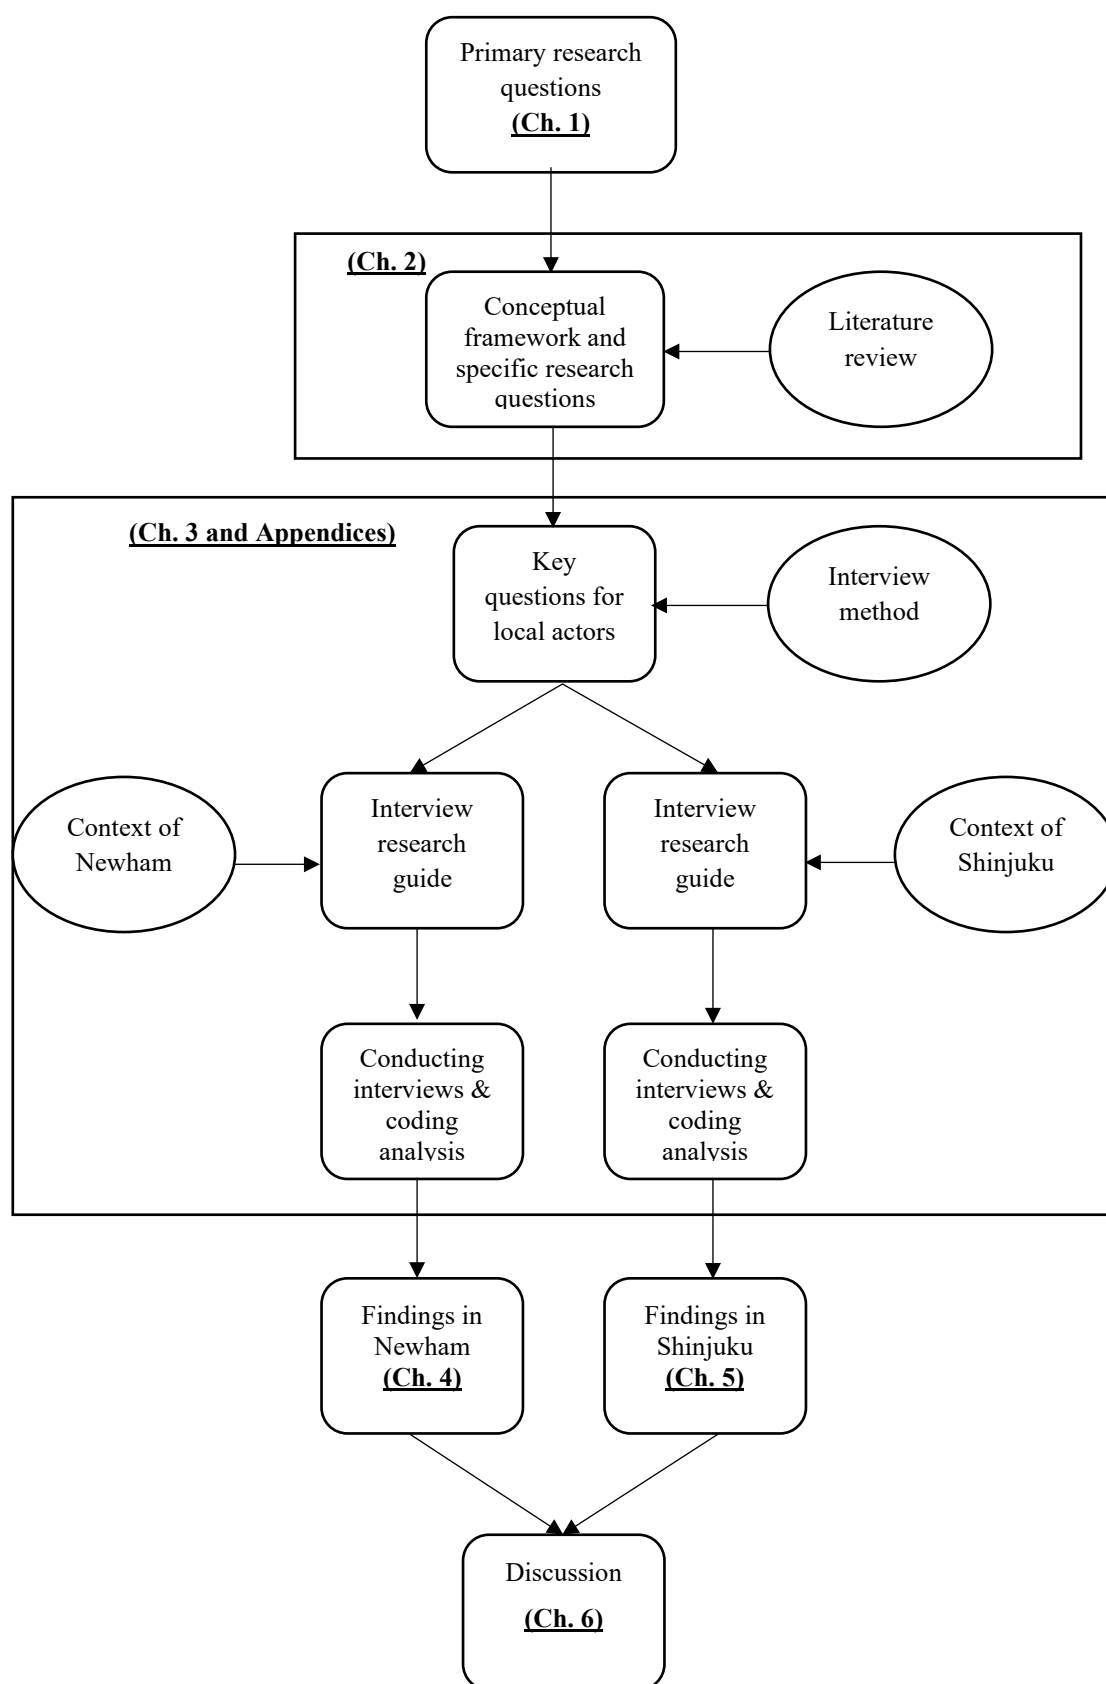 Primary research
questions
(Ch. 1)
(Ch. 2)
Conceptual
framework and
specific research
questions
Literature
review
(Ch. 3 and Appendices)
Key
questions for
local actors
Interview
method
Context of
Newham
Interview
research
guide
Interview
research
guide
Context of
Shinjuku
Conducting
interviews &
coding
analysis
Conducting
interviews &
coding
analysis
Findings in
Newham
(Ch. 4)
Findings in
Shinjuku
(Ch. 5)
Discussion
(Ch. 6)